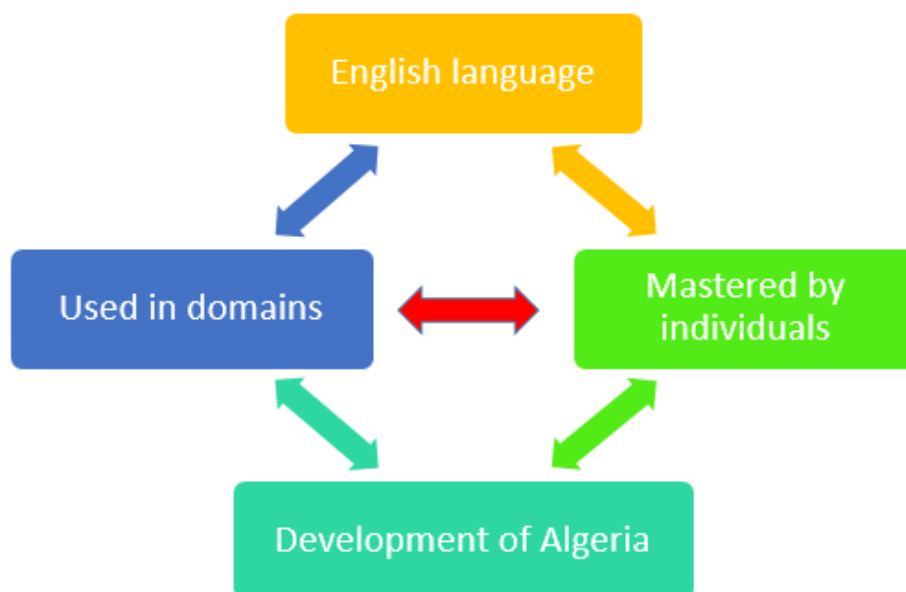 English language
Used in domains
Mastered by
individuals
Development of Algeria